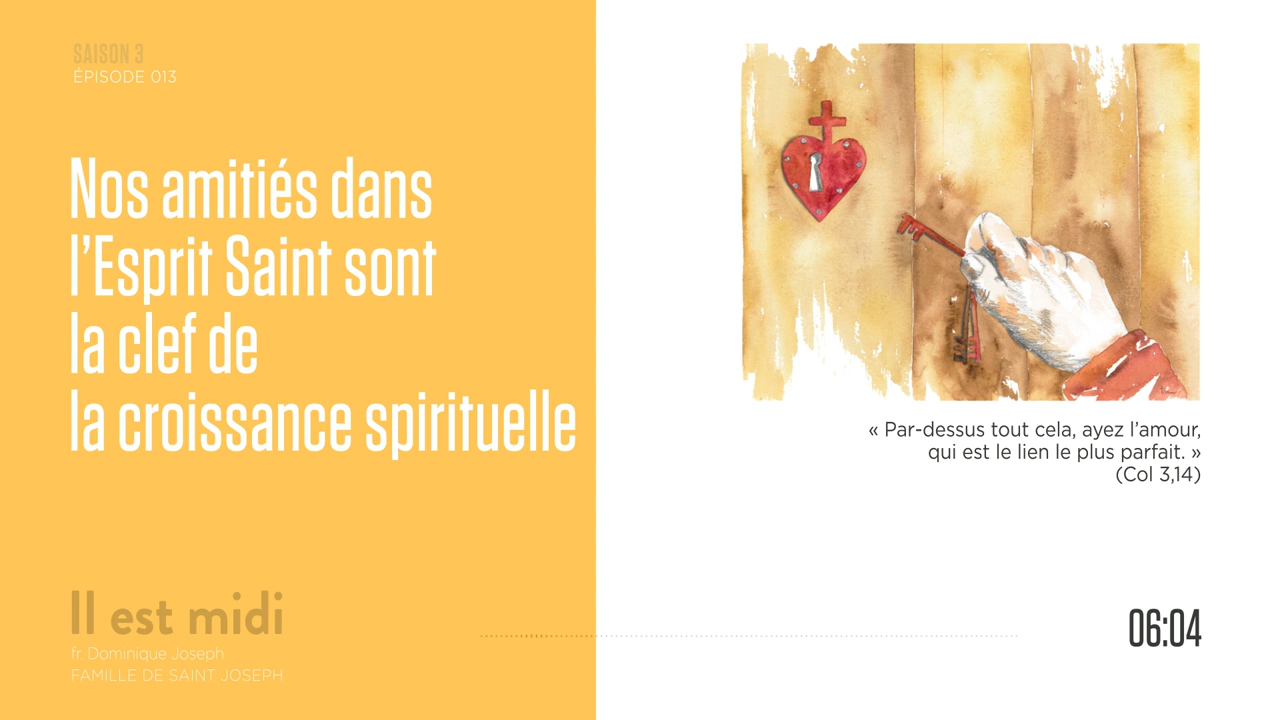 SAISON 3
ÉPISODE 013
Nos amitiés dans
l’Esprit Saint sont
la clef de
la croissance spirituelle
« Par-dessus tout cela, ayez l’amour,
qui est le lien le plus parfait. »
(Col 3,14)
Il est midi
fr. Dominique Joseph
FAMILLE DE SAINT JOSEPH
06:04